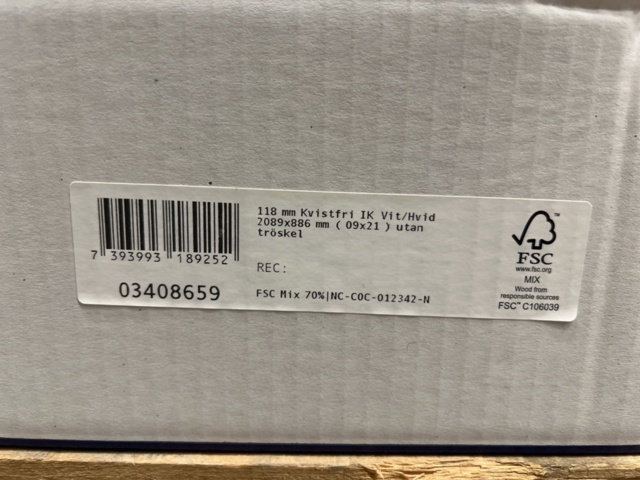 118 mm Kvistfri IK Vit/Hvid
2089x886 mm ( 09x21 ) utan
tröskel
7 393993 189252
REC:
03408659
FSC Mix 70%|NC-COC-012342-N
FSC
www.fsc.org
MIX
Wood from
responsible sources
FSC™ C106039